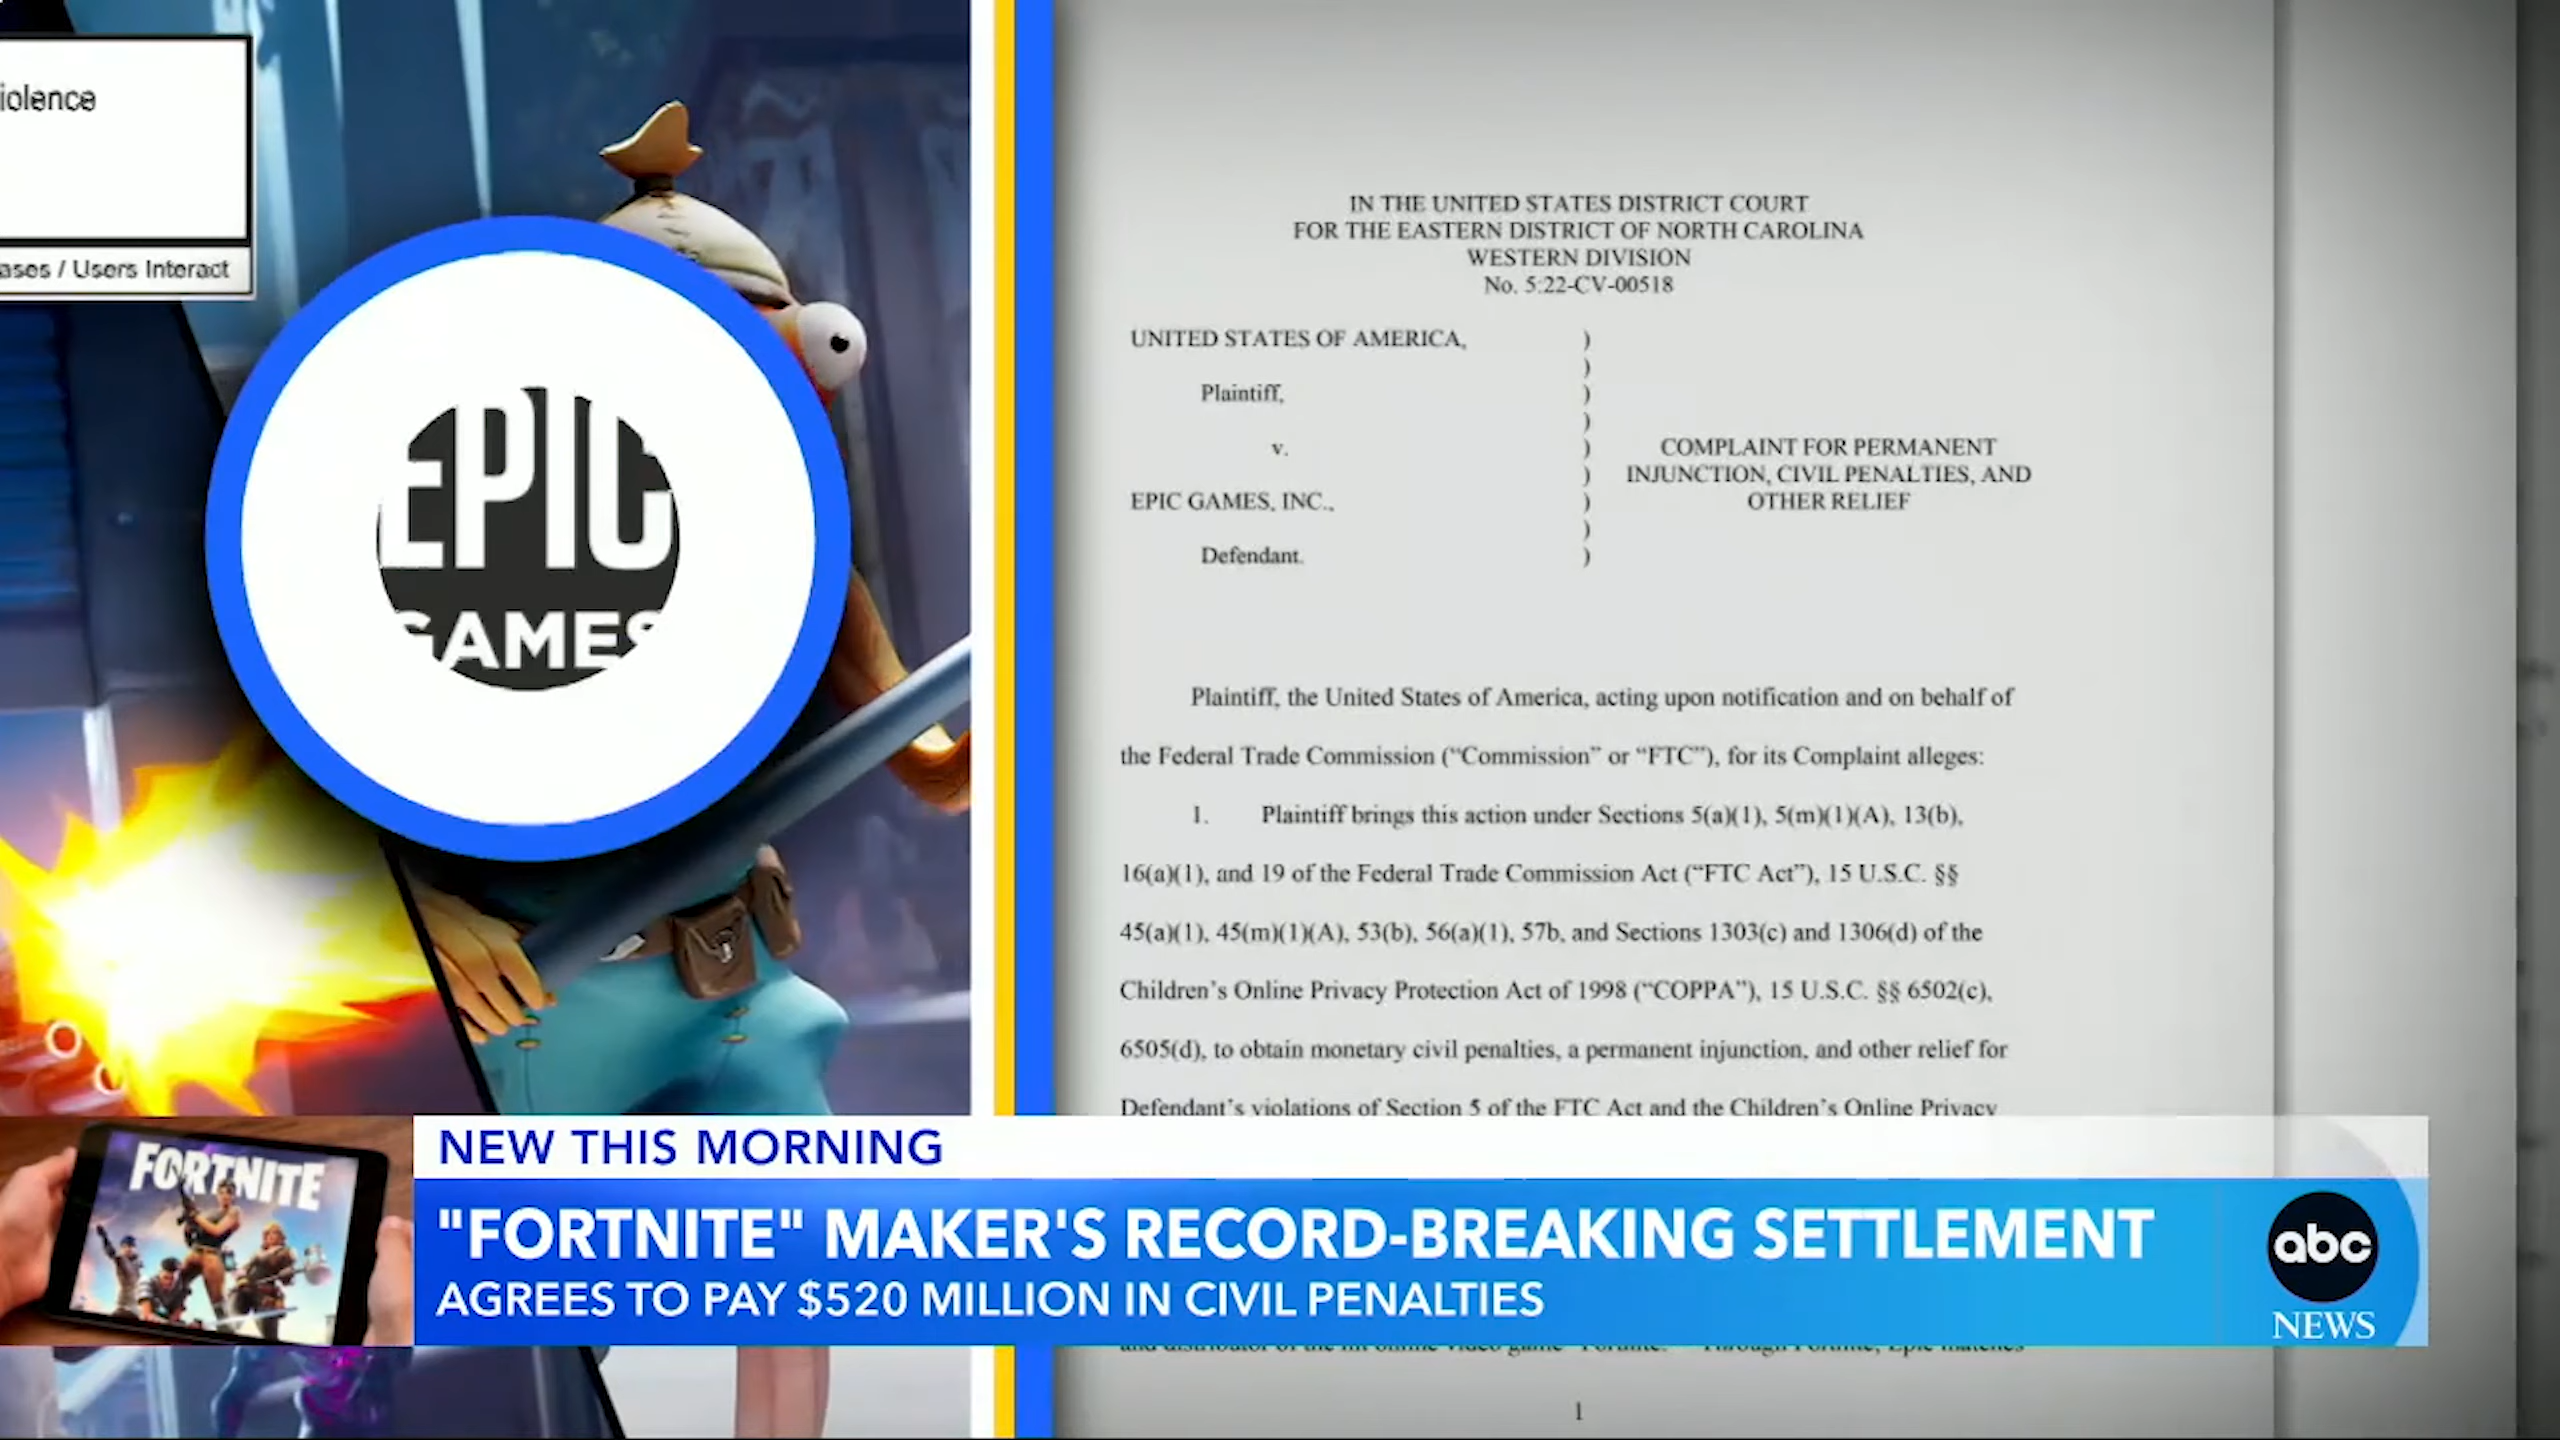 iolence
ases / Users Interact
EPIC
GAMES
IN THE UNITED STATES DISTRICT COURT
FOR THE EASTERN DISTRICT OF NORTH CAROLINA
WESTERN DIVISION
No. 5:22-CV-00518
UNITED STATES OF AMERICA, )
)
Plaintiff, )
)
v. ) COMPLAINT FOR PERMANENT
) INJUNCTION, CIVIL PENALTIES, AND
EPIC GAMES, INC., ) OTHER RELIEF
)
Defendant. )
Plaintiff, the United States of America, acting upon notification and on behalf of
the Federal Trade Commission (“Commission” or “FTC”), for its Complaint alleges:
1. Plaintiff brings this action under Sections 5(a)(1), 5(m)(1)(A), 13(b),
16(a)(1), and 19 of the Federal Trade Commission Act (“FTC Act”), 15 U.S.C. §§
45(a)(1), 45(m)(1)(A), 53(b), 56(a)(1), 57b, and Sections 1303(c) and 1306(d) of the
Children’s Online Privacy Protection Act of 1998 (“COPPA”), 15 U.S.C. §§ 6502(c),
6505(d), to obtain monetary civil penalties, a permanent injunction, and other relief for
Defendant’s violations of Section 5 of the FTC Act and the Children’s Online Privacy
FORTNITE
NEW THIS MORNING
"FORTNITE" MAKER'S RECORD-BREAKING SETTLEMENT
AGREES TO PAY $520 MILLION IN CIVIL PENALTIES
abc
NEWS
1